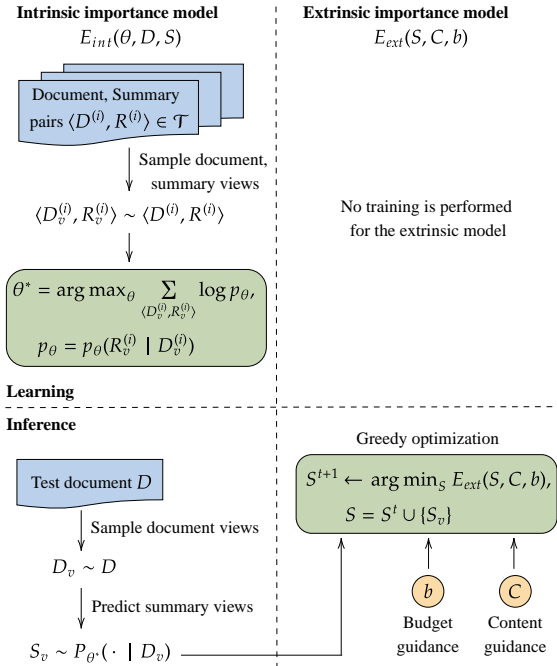 Intrinsic importance model
E_int(θ, D, S)
Document, Summary
pairs ⟨D^(i), R^(i)⟩ ∈ 𝒯
Sample document,
summary views
⟨D_v^(i), R_v^(i)⟩ ∼ ⟨D^(i), R^(i)⟩
θ* = arg max_θ ∑_{⟨D_v^(i), R_v^(i)⟩} log p_θ,
p_θ = p_θ(R_v^(i) | D_v^(i))
Learning
Extrinsic importance model
E_ext(S, C, b)
No training is performed
for the extrinsic model
Inference
Test document D
Sample document views
D_v ∼ D
Predict summary views
S_v ∼ P_θ*( · | D_v)
Greedy optimization
S^{t+1} ← arg min_S E_ext(S, C, b),
S = S^t ∪ {S_v}
b
Budget
guidance
C
Content
guidance